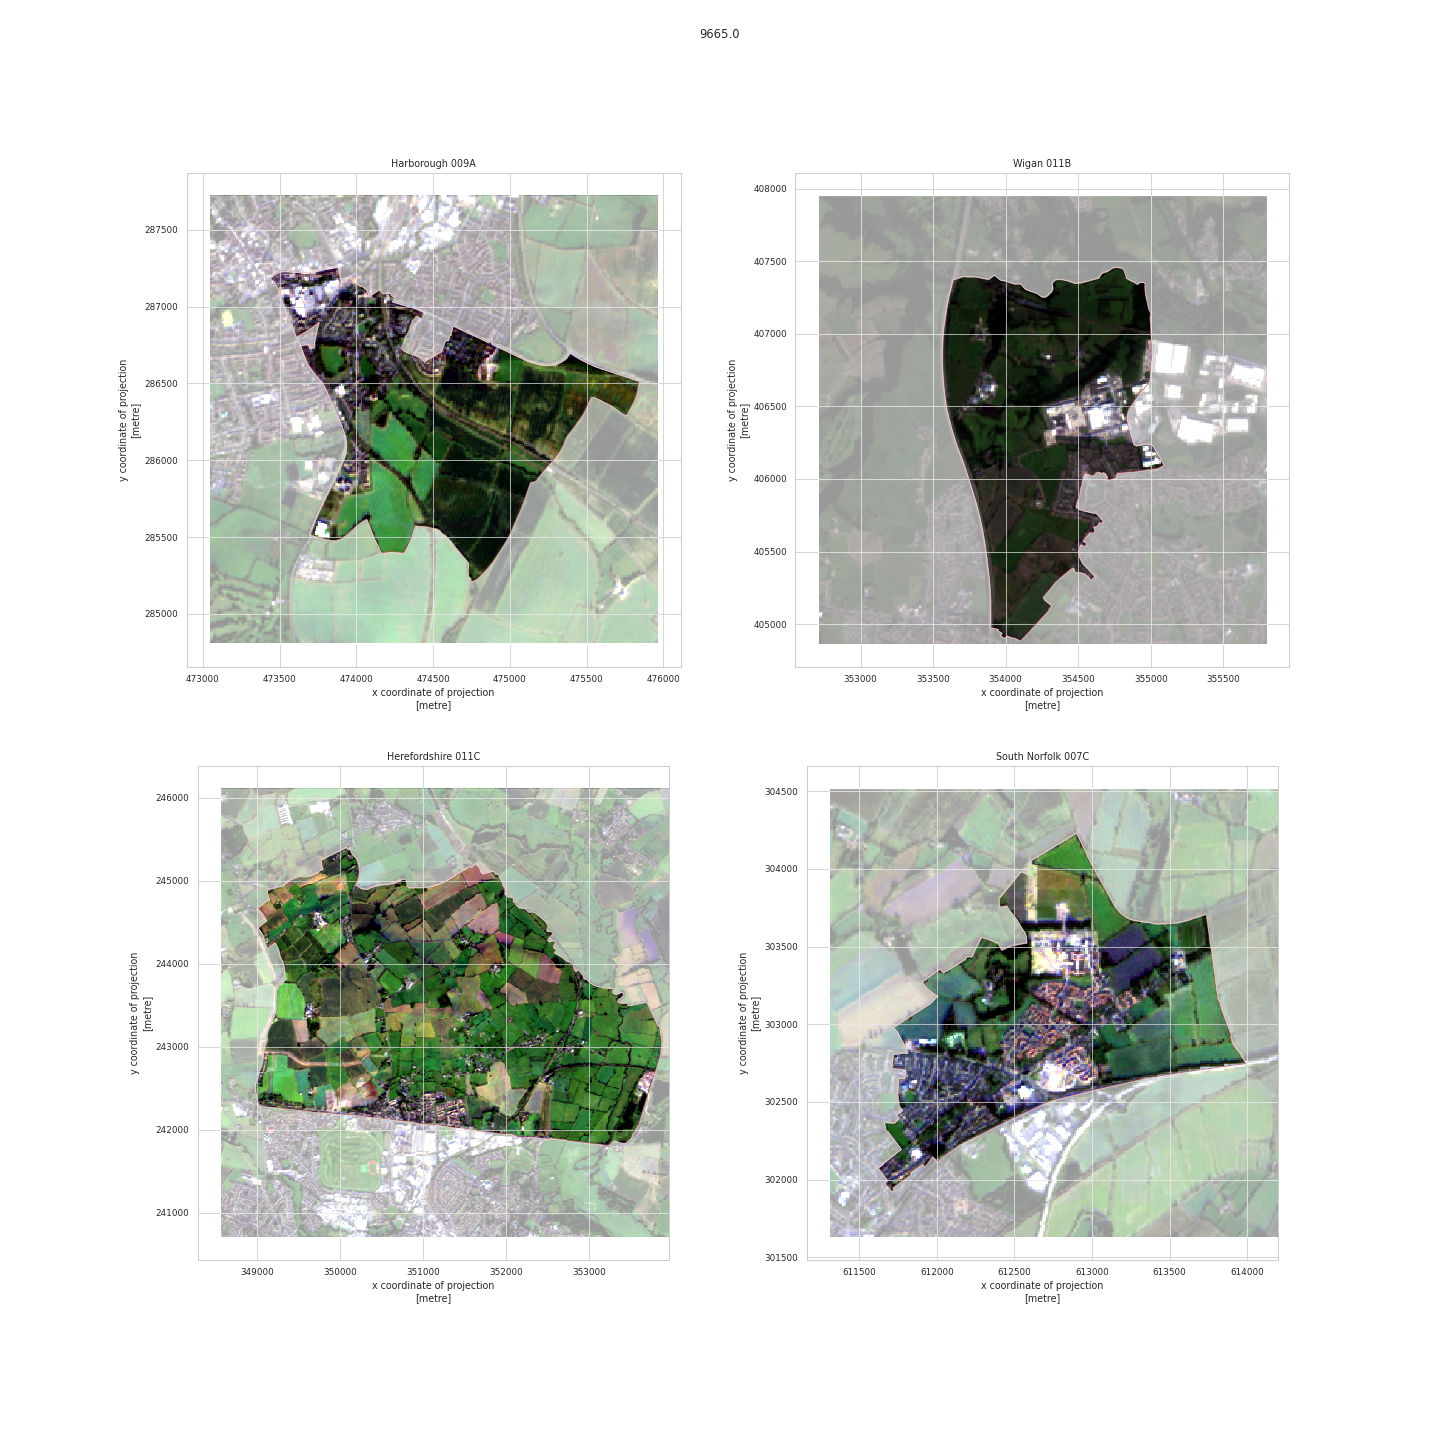 9665.0
Harborough 009A
287500
287000
286500
286000
285500
285000
473000 473500 474000 474500 475000 475500 476000
x coordinate of projection
[metre]
y coordinate of projection
[metre]
Wigan 011B
408000
407500
407000
406500
406000
405500
405000
353000 353500 354000 354500 355000 355500
x coordinate of projection
[metre]
y coordinate of projection
[metre]
Herefordshire 011C
246000
245000
244000
243000
242000
241000
349000 350000 351000 352000 353000
x coordinate of projection
[metre]
y coordinate of projection
[metre]
South Norfolk 007C
304500
304000
303500
303000
302500
302000
301500
611500 612000 612500 613000 613500 614000
x coordinate of projection
[metre]
y coordinate of projection
[metre]